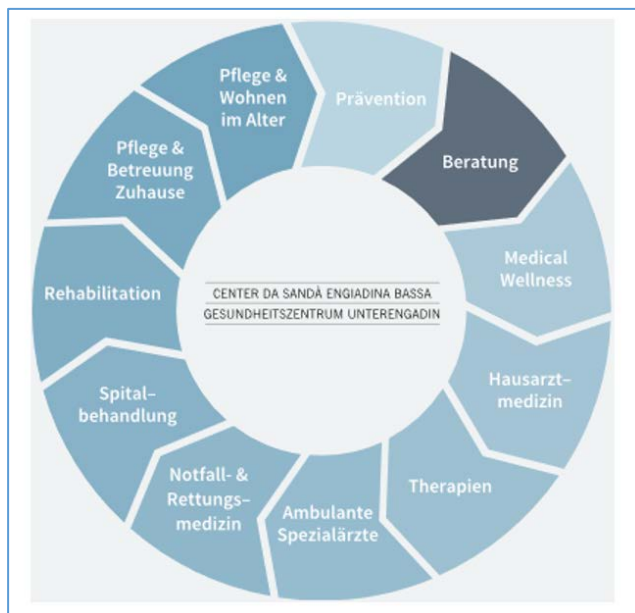 Prävention
Beratung
Medical
Wellness
Hausarzt-
medizin
Therapien
Ambulante
Spezialärzte
Notfall- &
Rettungs-
medizin
Spital-
behandlung
Rehabilitation
Pflege &
Betreuung
Zuhause
Pflege &
Wohnen
im Alter
CENTER DA SANDÀ ENGIADINA BASSA
GESUNDHEITSZENTRUM UNTERENGADIN